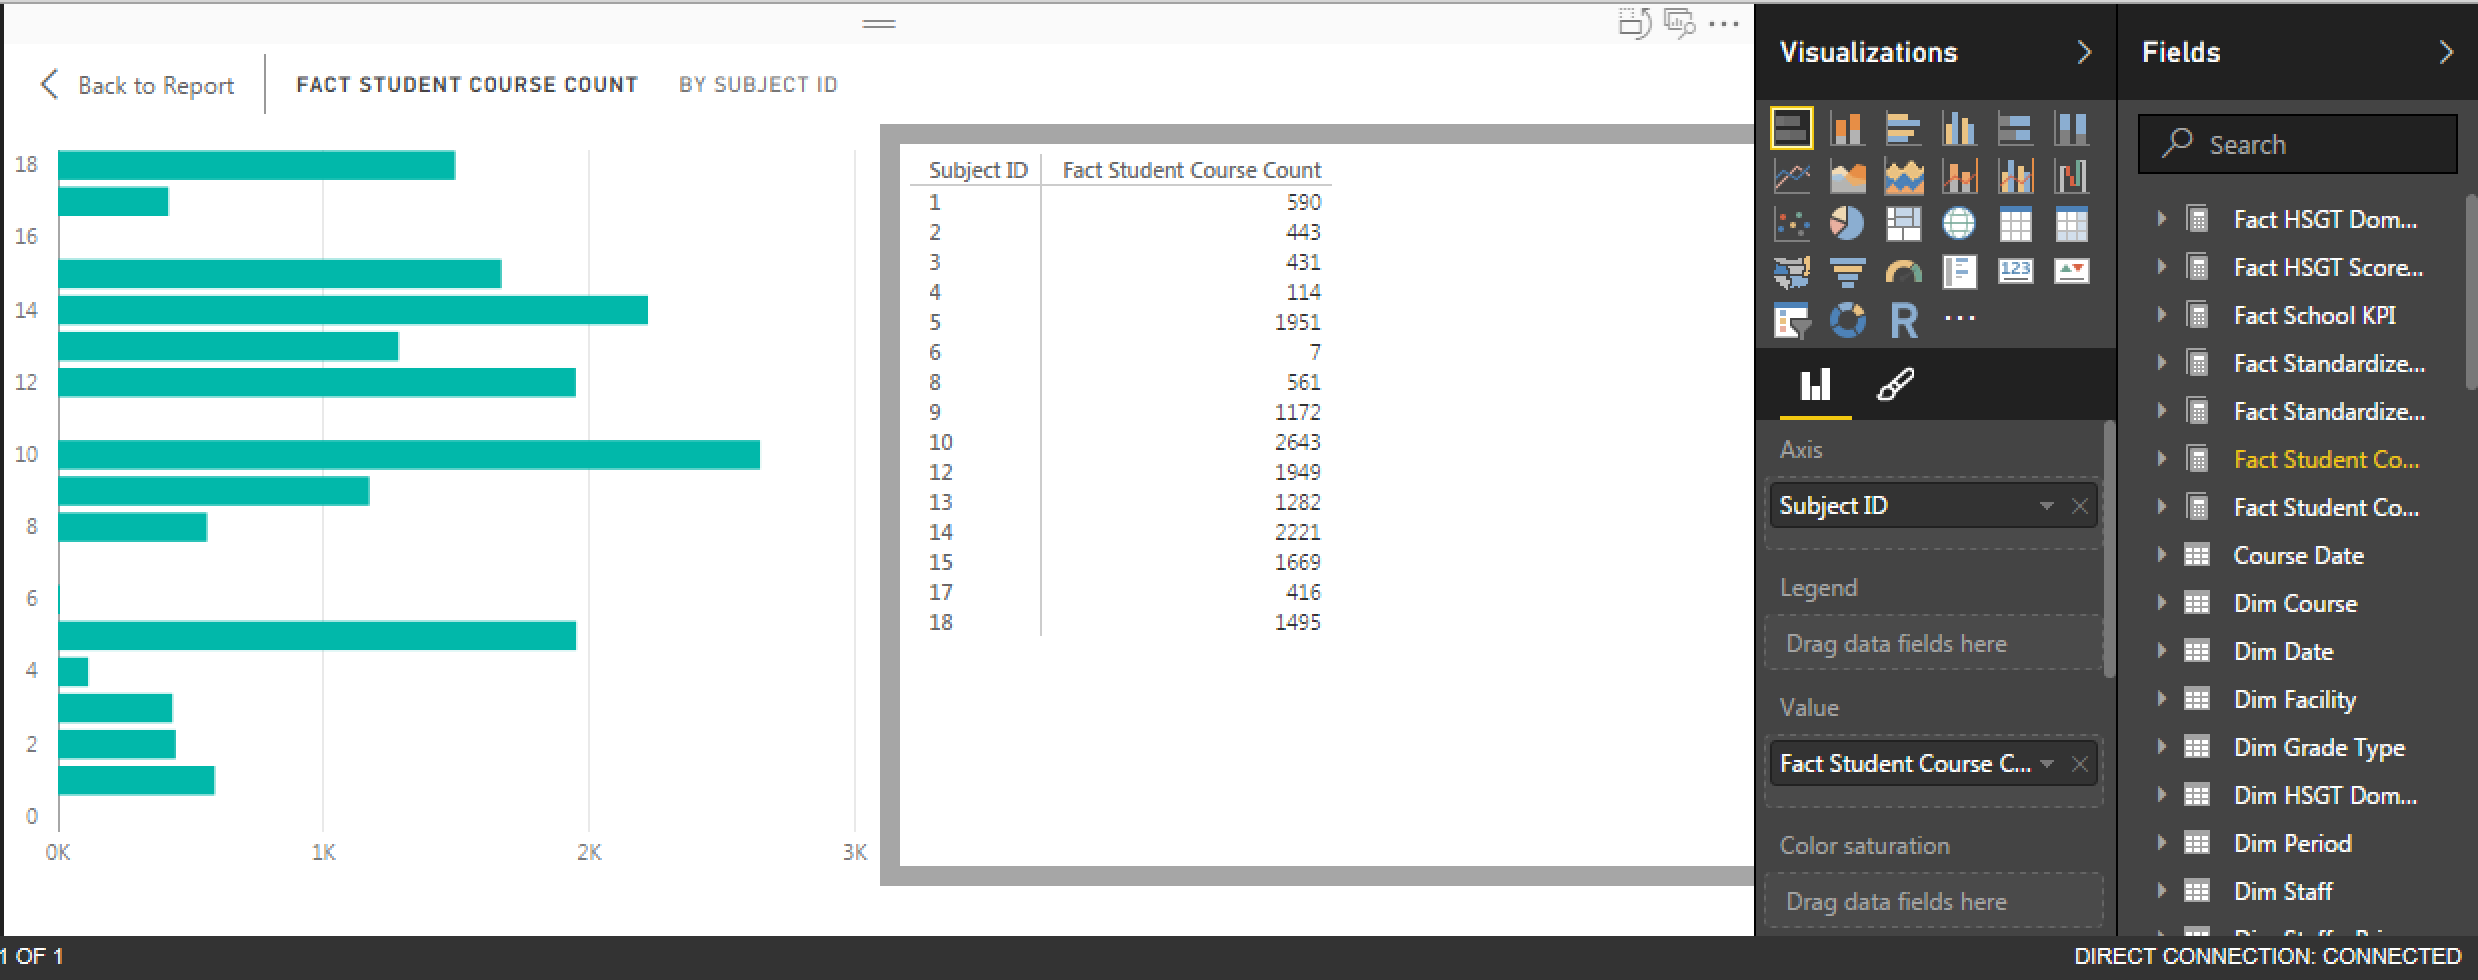 Back to Report
FACT STUDENT COURSE COUNT BY SUBJECT ID
18
16
14
12
10
8
6
4
2
0
0K 1K 2K 3K
Subject ID Fact Student Course Count
1 590
2 443
3 431
4 114
5 1951
6 7
8 561
9 1172
10 2643
12 1949
13 1282
14 2221
15 1669
17 416
18 1495
Visualizations
123
R
...
Axis
Subject ID
Legend
Drag data fields here
Value
Fact Student Course C...
Color saturation
Drag data fields here
Fields
Search
Fact HSGT Dom...
Fact HSGT Score...
Fact School KPI
Fact Standardize...
Fact Standardize...
Fact Student Co...
Fact Student Co...
Course Date
Dim Course
Dim Date
Dim Facility
Dim Grade Type
Dim HSGT Dom...
Dim Period
Dim Staff
1 OF 1
DIRECT CONNECTION: CONNECTED